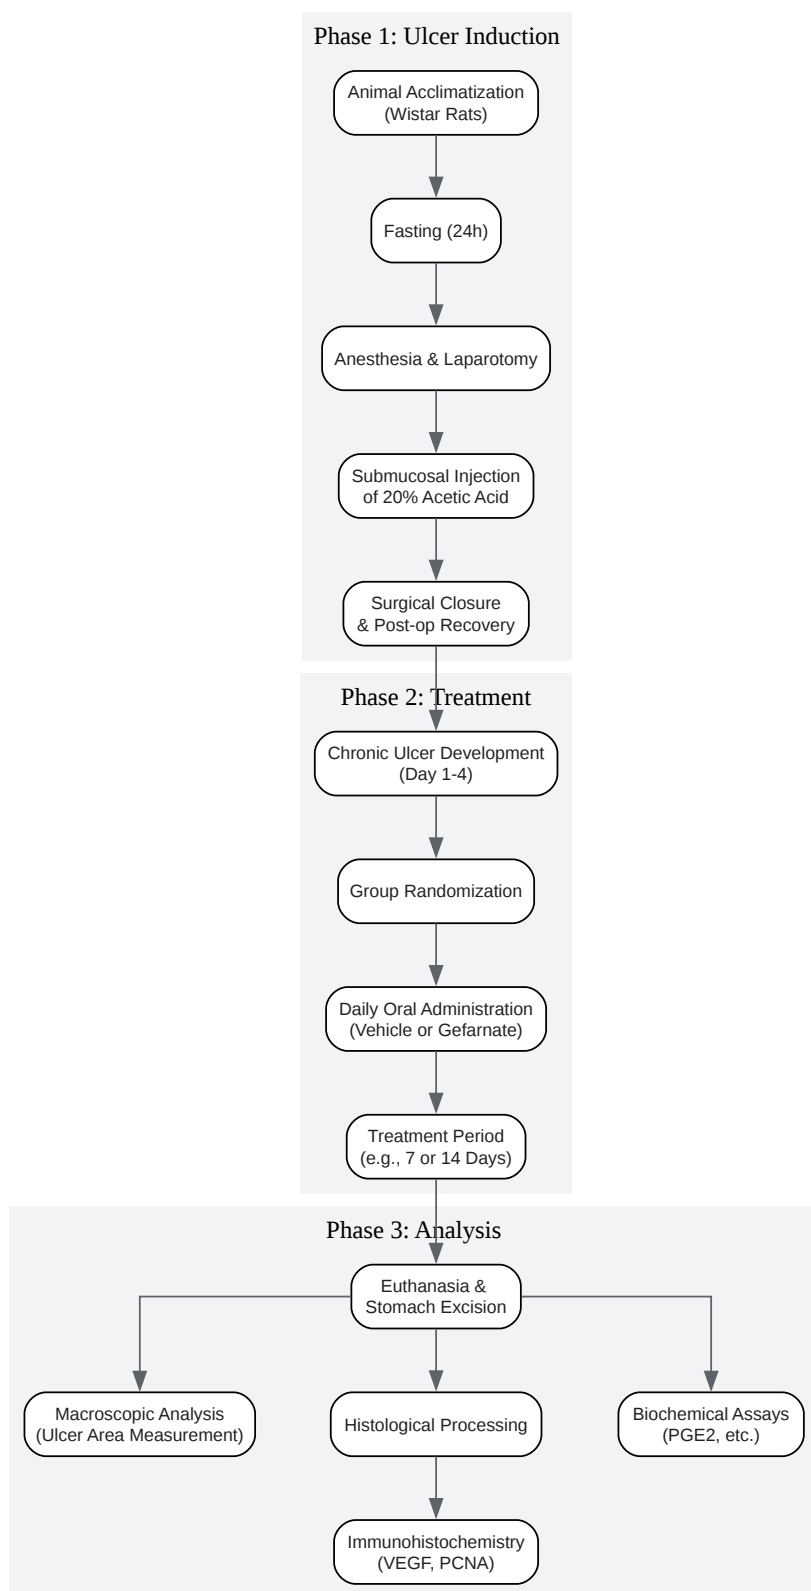 Phase 1: Ulcer Induction
Animal Acclimatization
(Wistar Rats)
Fasting (24h)
Anesthesia & Laparotomy
Submucosal Injection
of 20% Acetic Acid
Surgical Closure
& Post-op Recovery
Phase 2: Treatment
Chronic Ulcer Development
(Day 1-4)
Group Randomization
Daily Oral Administration
(Vehicle or Gefarnate)
Treatment Period
(e.g., 7 or 14 Days)
Phase 3: Analysis
Euthanasia &
Stomach Excision
Macroscopic Analysis
(Ulcer Area Measurement)
Histological Processing
Biochemical Assays
(PGE2, etc.)
Immunohistochemistry
(VEGF, PCNA)